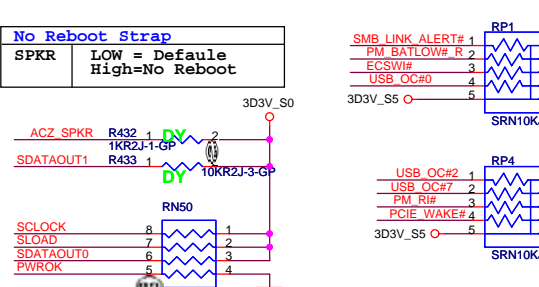 No Reboot Strap
SPKR LOW = Defaule
High=No Reboot
3D3V_S0
ACZ_SPKR R432 1 DY 2
1KR2J-1-GP
SDATAOUT1 R433 1
DY 10KR2J-3-GP
RN50
SCLOCK 8 1
SLOAD 7 2
SDATAOUT0 6 3
PWROK 5 4
RP1
SMB_LINK_ALERT# 1
PM_BATLOW#_R 2
ECSWI# 3
USB_OC#0 4
3D3V_S5 5
SRN10K
RP4
USB_OC#2 1
USB_OC#7 2
PM_RI# 3
PCIE_WAKE# 4
3D3V_S5 5
SRN10K